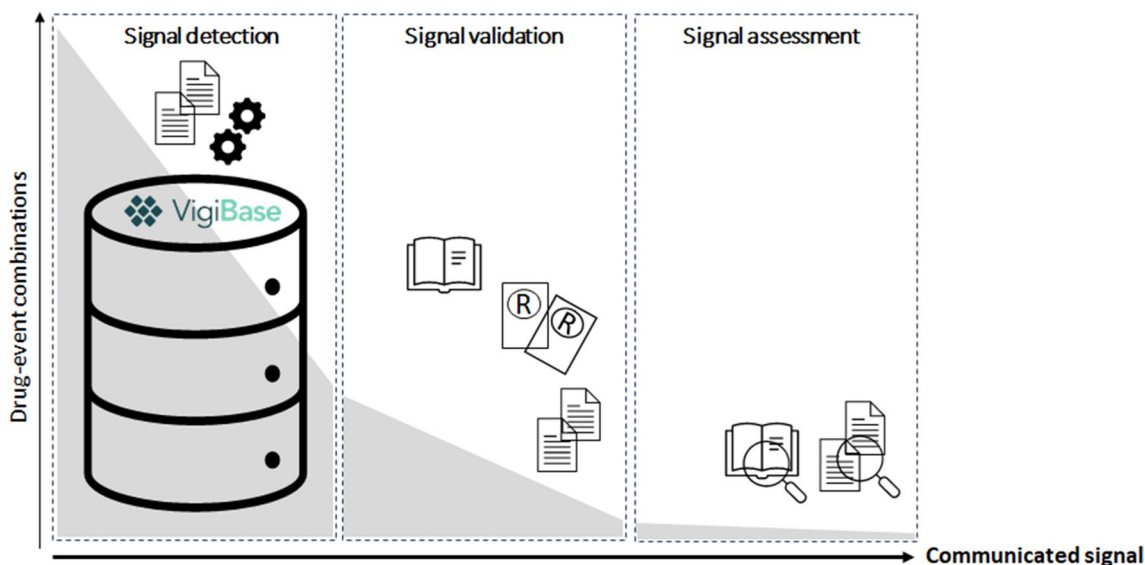 Signal detection
Signal validation
Signal assessment
VigiBase
R
R
Drug-event combinations
Communicated signal